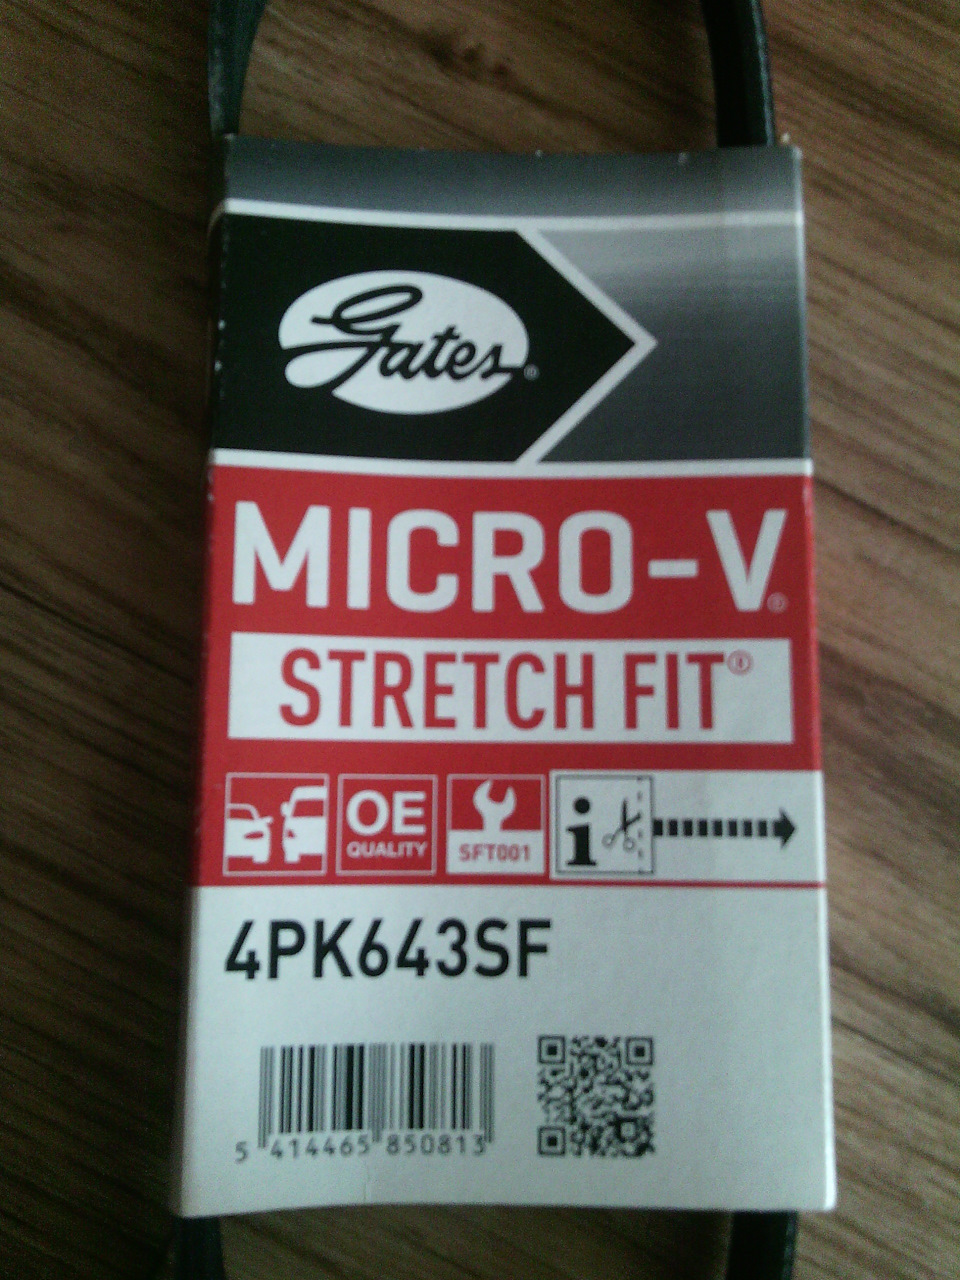 Gates®
MICRO-V®
STRETCH FIT®
OE
QUALITY
SFT001
i
4PK643SF
5 414465 850813